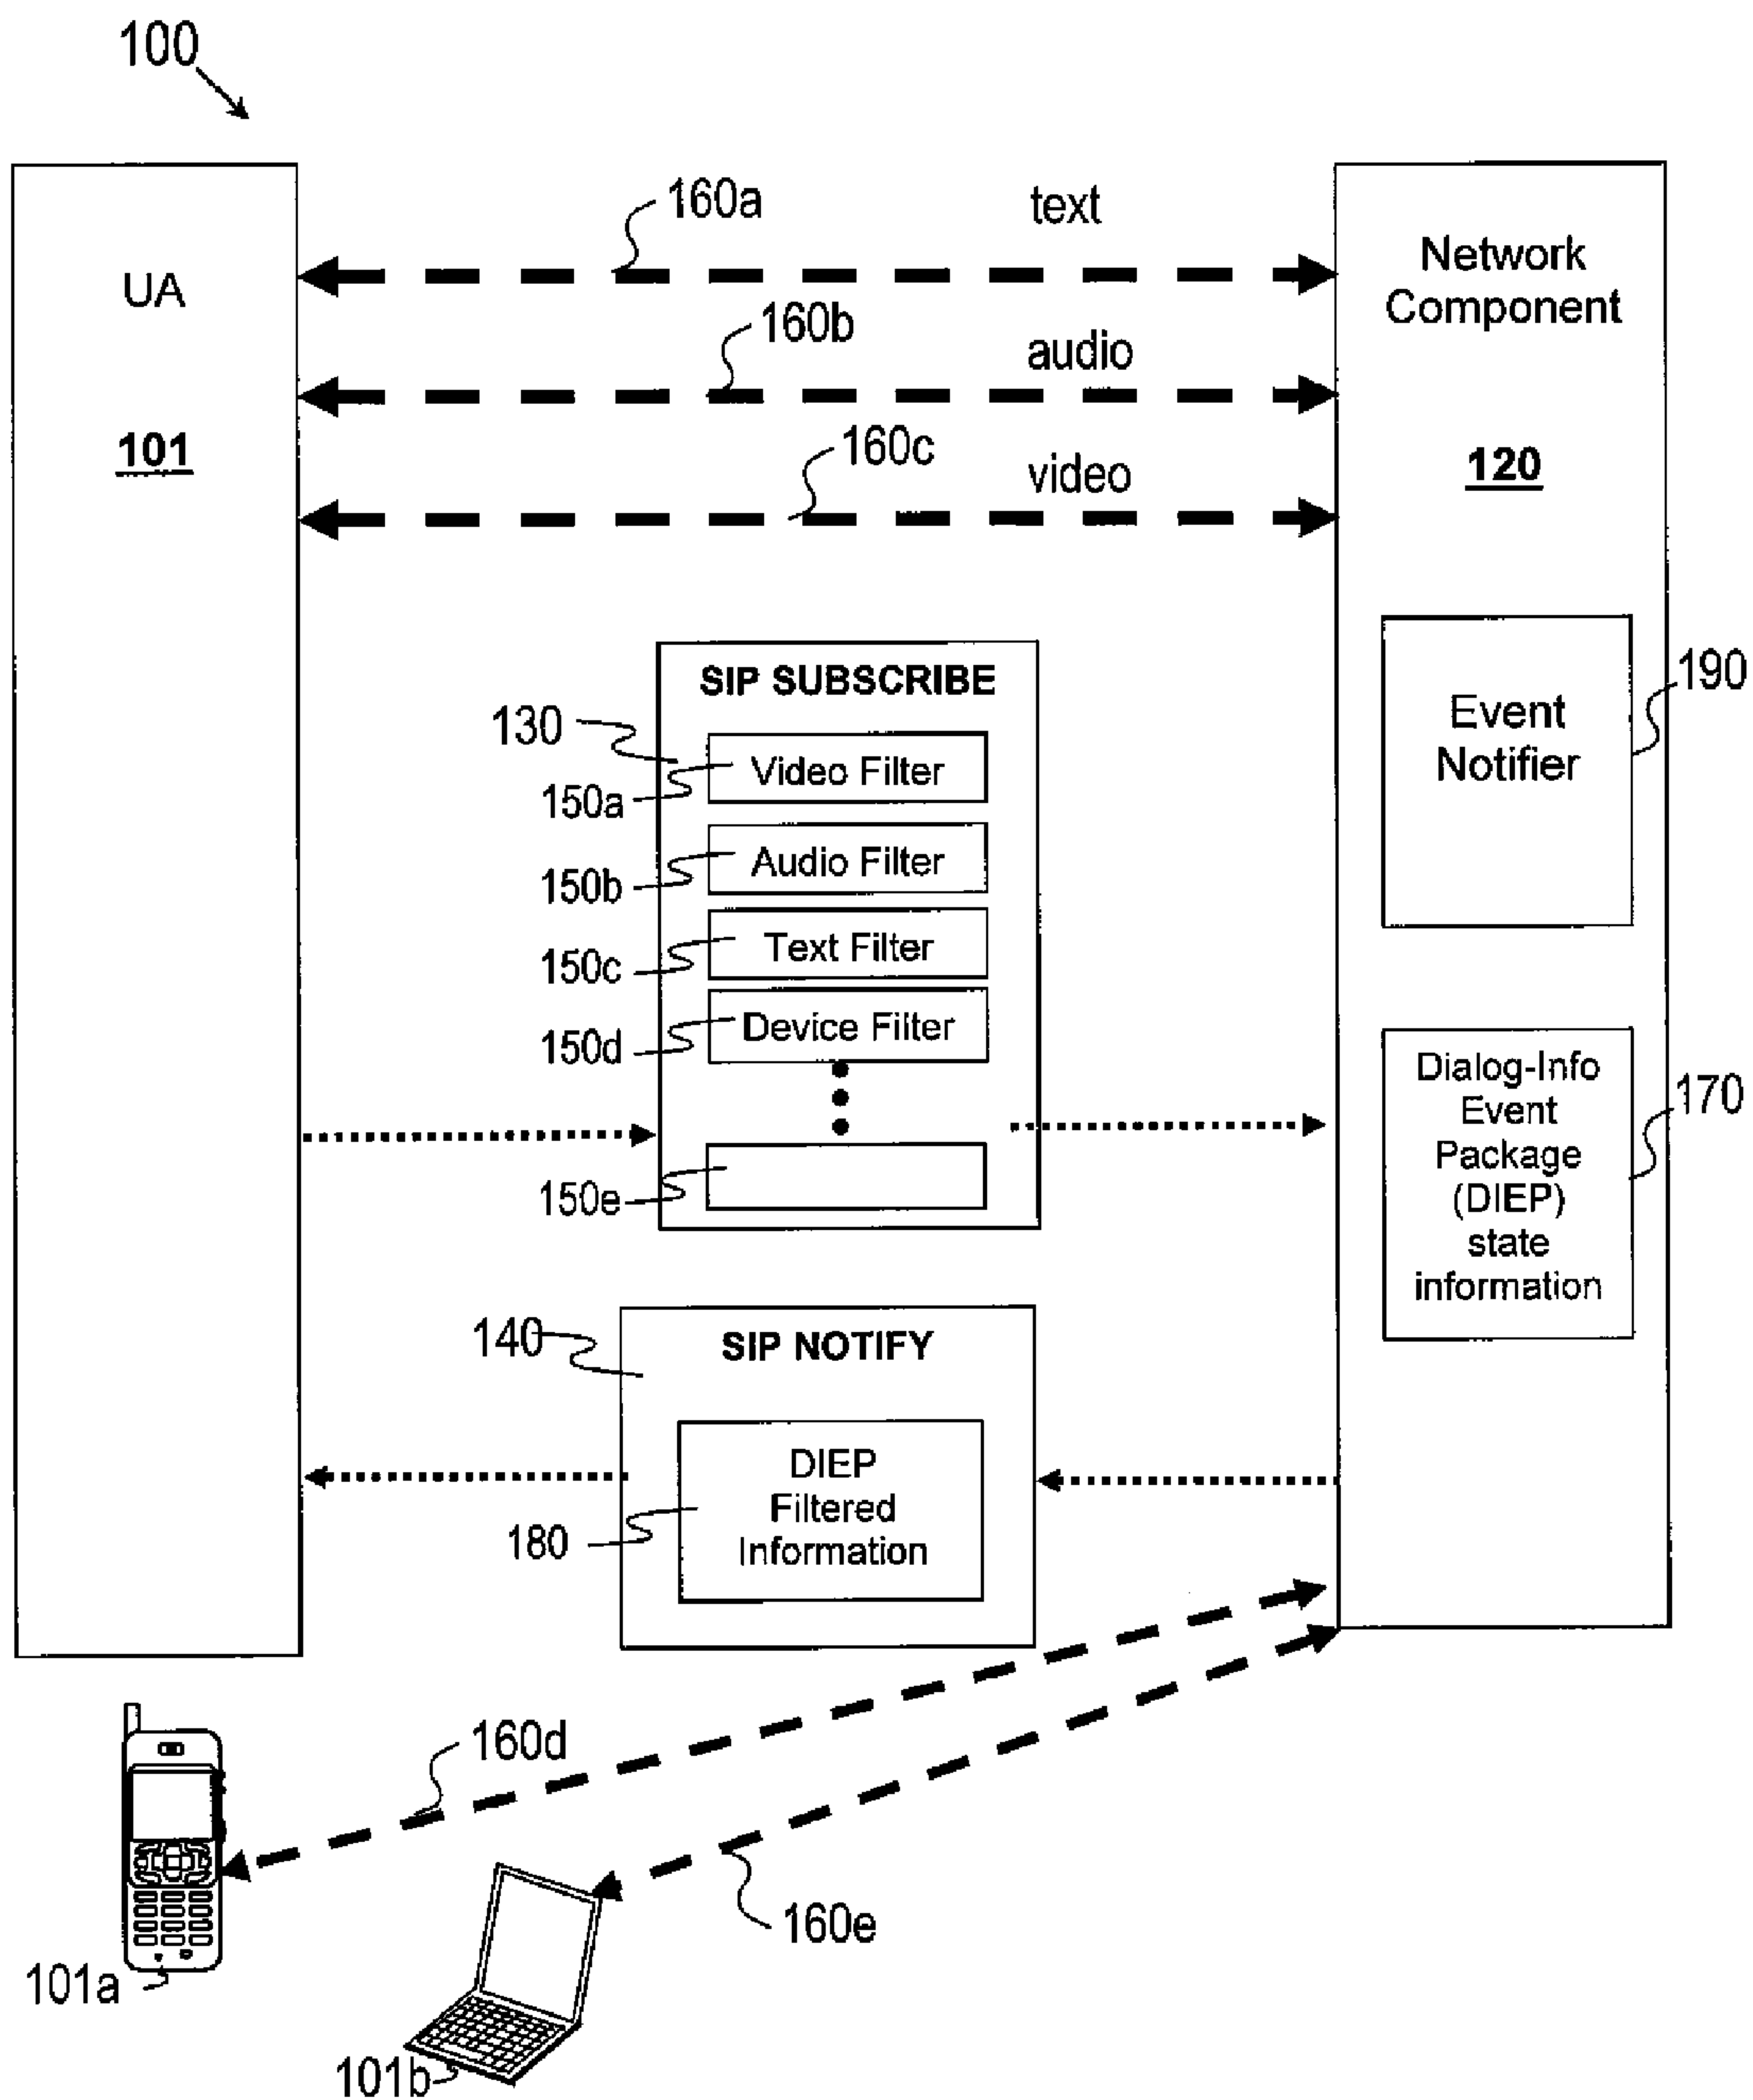 100
160a
text
UA
Network
Component
160b
audio
101
160c
video
120
SIP SUBSCRIBE
130
Video Filter
150a
Audio Filter
150b
Text Filter
150c
Device Filter
150d
150e
Event
Notifier
190
Dialog-Info
Event
Package
(DIEP)
state
information
170
140
SIP NOTIFY
DIEP
Filtered
Information
180
160d
160e
101a
101b